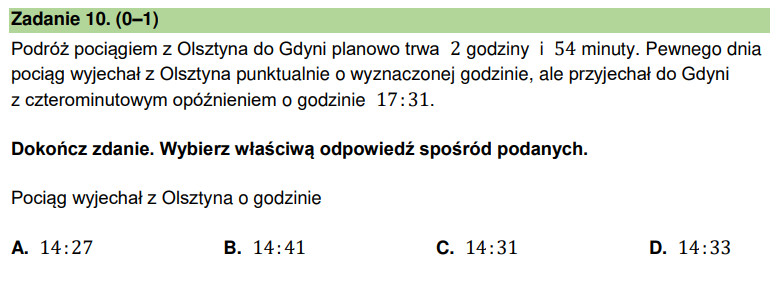 Zadanie 10. (0–1)
Podróż pociągiem z Olsztyna do Gdyni planowo trwa 2 godziny i 54 minuty. Pewnego dnia
pociąg wyjechał z Olsztyna punktualnie o wyznaczonej godzinie, ale przyjechał do Gdyni
z czterominutowym opóźnieniem o godzinie 17:31.
Dokończ zdanie. Wybierz właściwą odpowiedź spośród podanych.
Pociąg wyjechał z Olsztyna o godzinie
A. 14:27 B. 14:41 C. 14:31 D. 14:33